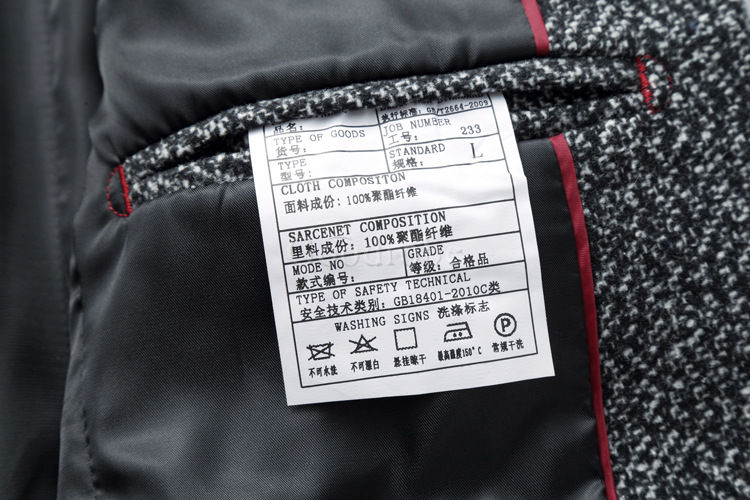 执行标准: GB/T2664-2009
品名:
TYPE OF GOODS
JOB NUMBER
货号:
工号: 233
TYPE
STANDARD
型号:
规格: L
CLOTH COMPOSITON
面料成份: 100%聚酯纤维
SARCENET COMPOSITION
里料成份: 100%聚酯纤维
MODE NO
GRADE
款式编号:
等级: 合格品
TYPE OF SAFETY TECHNICAL
安全技术类别: GB18401-2010C类
WASHING SIGNS 洗涤标志
P
不可水洗 不可漂白 悬挂晾干 最高温度150°C 常规干洗